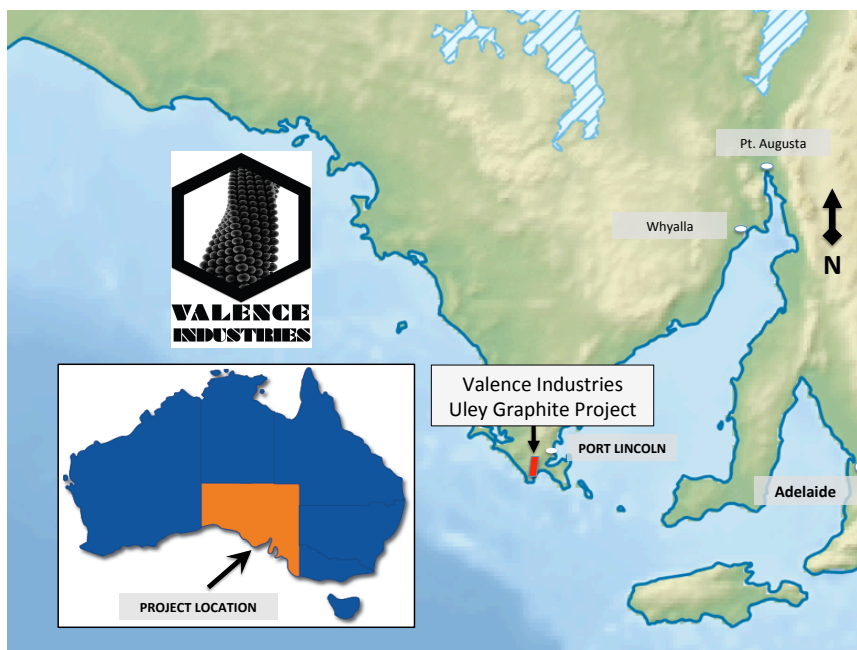 Pt. Augusta
Whyalla
N
VALENCE
INDUSTRIES
Valence Industries
Uley Graphite Project
PORT LINCOLN
Adelaide
PROJECT LOCATION